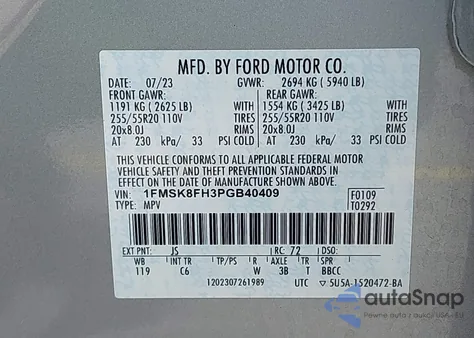 MFD. BY FORD MOTOR CO.
DATE: 07/23 GVWR: 2694 KG ( 5940 LB)
FRONT GAWR: REAR GAWR:
1191 KG ( 2625 LB) WITH 1554 KG ( 3425 LB) WITH
255/55R20 110V TIRES 255/55R20 110V TIRES
20x8.0J RIMS 20x8.0J RIMS
AT 230 kPa/ 33 PSI COLD AT 230 kPa/ 33 PSI COLD
THIS VEHICLE CONFORMS TO ALL APPLICABLE FEDERAL MOTOR
VEHICLE SAFETY AND THEFT PREVENTION STANDARDS IN EFFECT
ON THE DATE OF MANUFACTURE SHOWN ABOVE.
VIN: 1FMSK8FH3PGB40409 F0109
TYPE: MPV T0292
EXT PNT: JS RC: 72 DSO:
WB INT TR TP/PS R AXLE TR SPR
119 C6 W 3B T BBCC
1202307261989 UTC 5U5A-1520472-BA
autoSnap
Pewne auto z USA